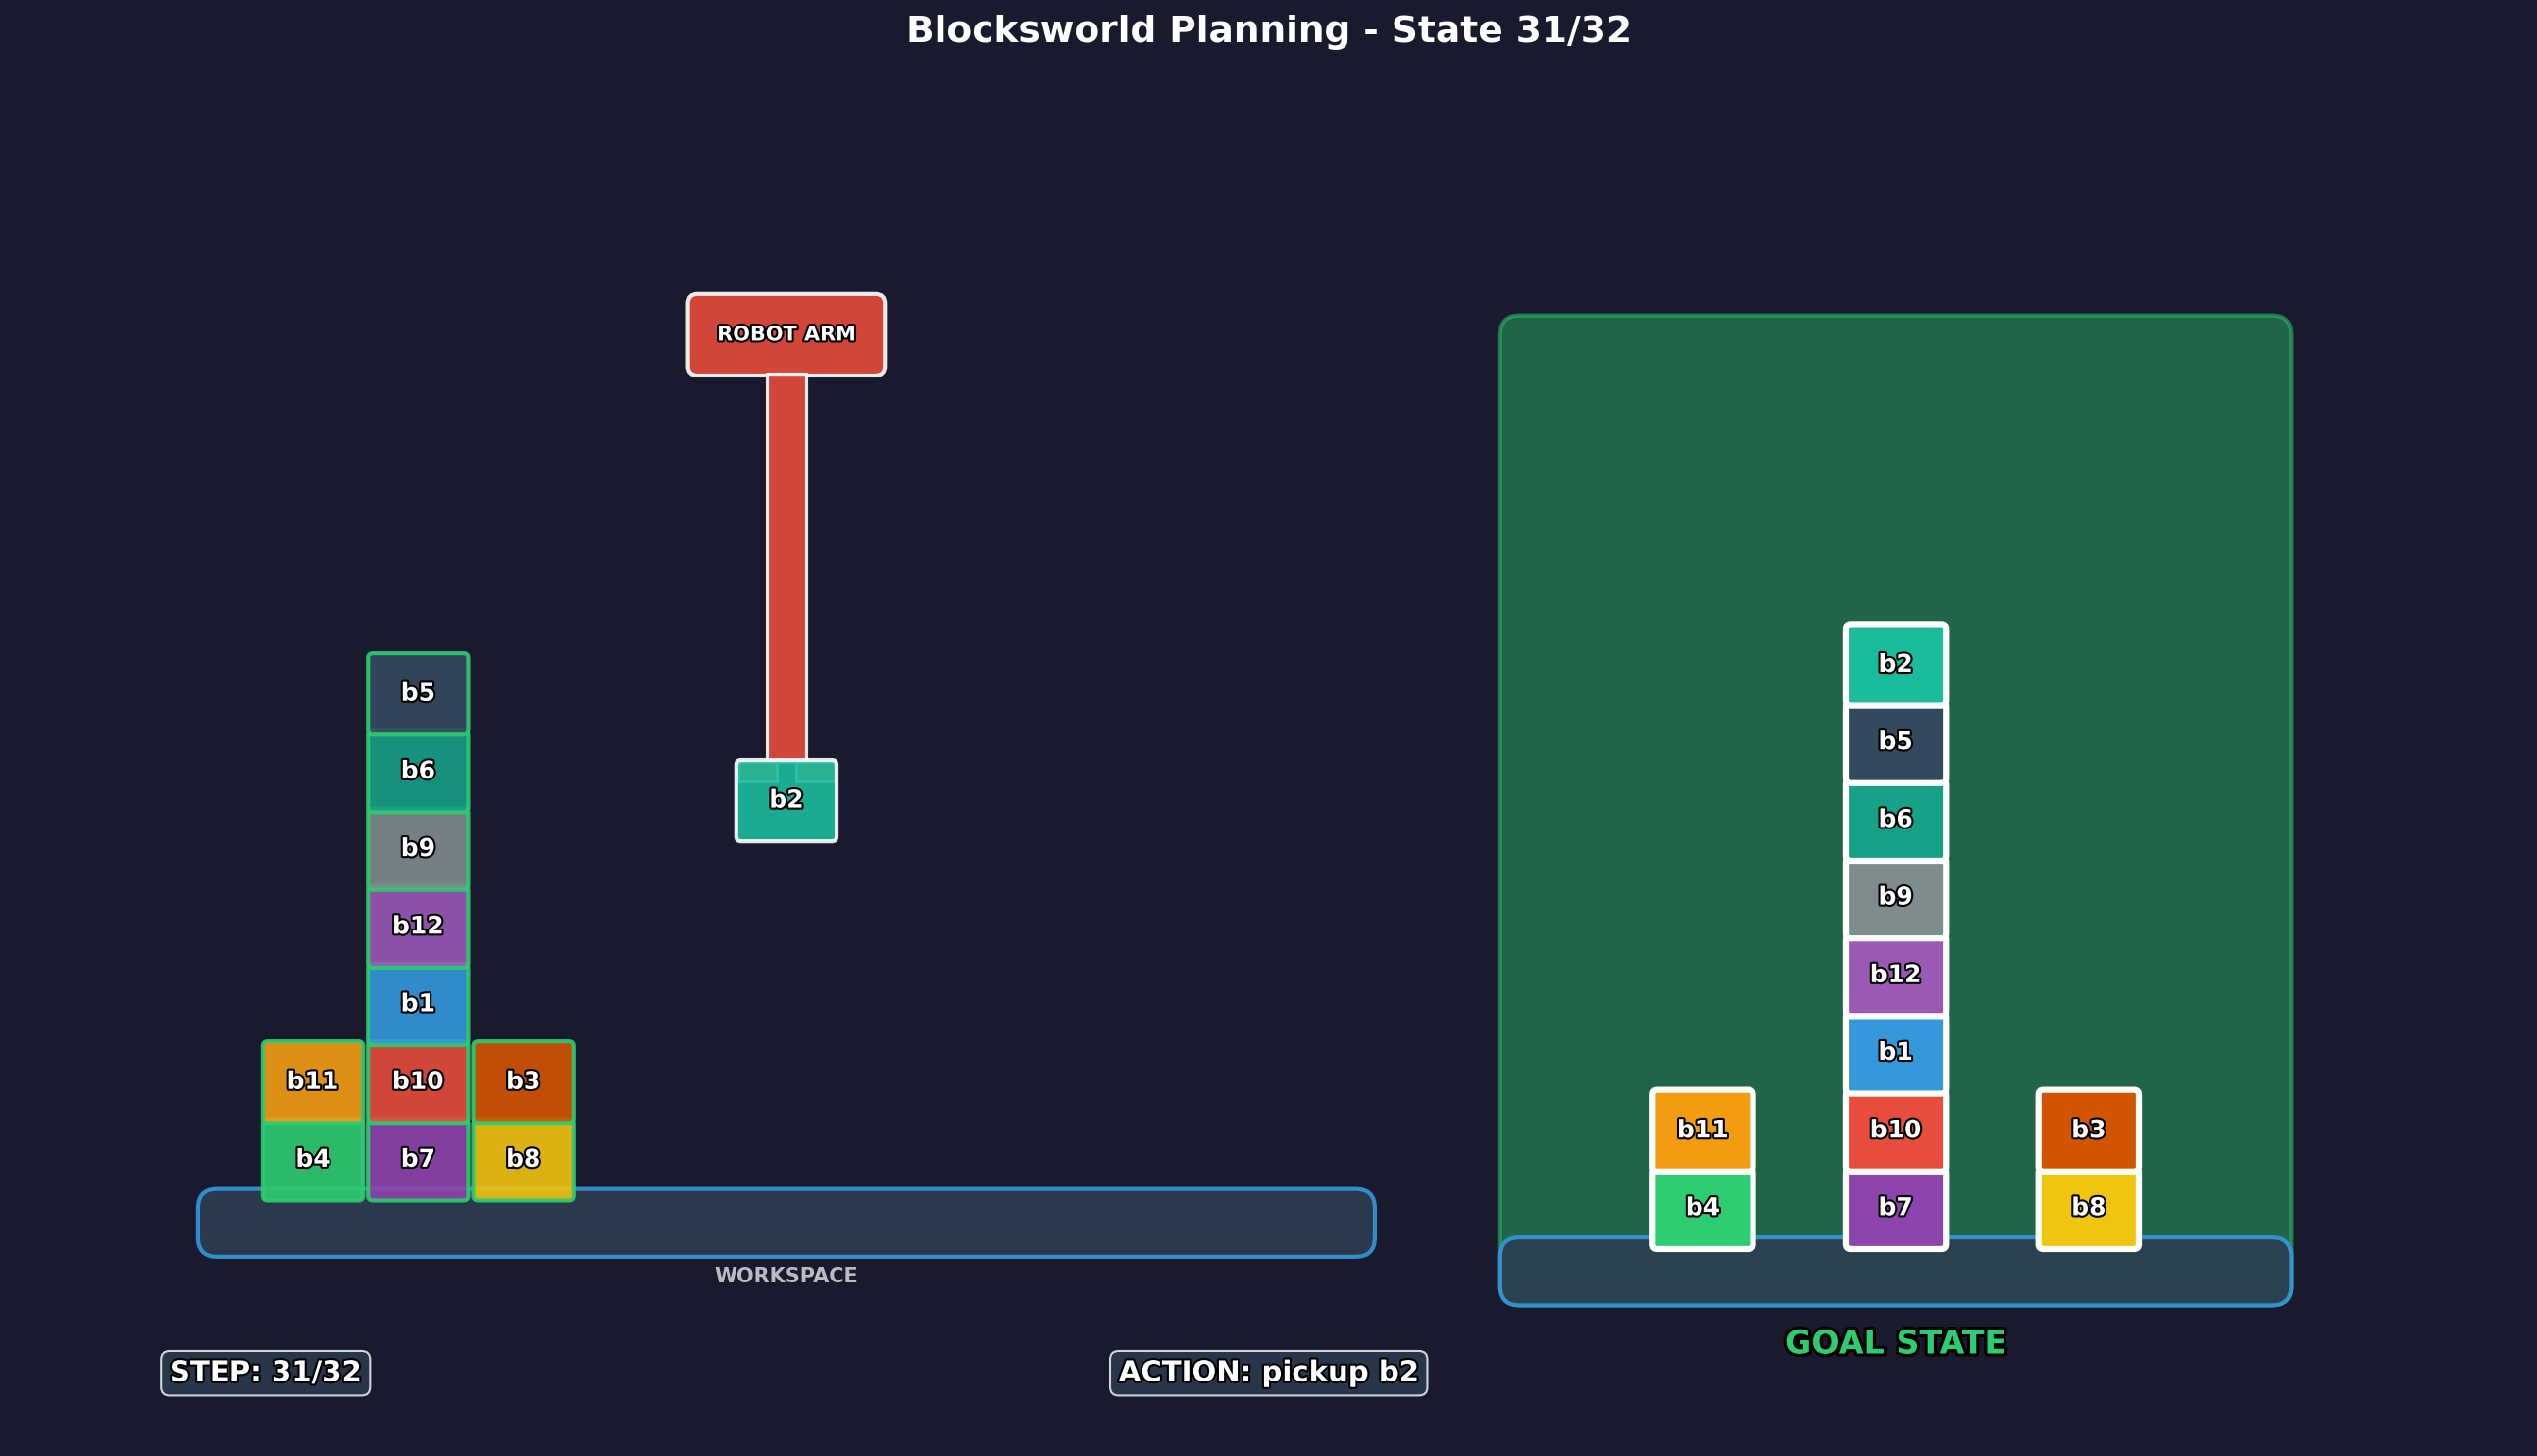 Blocksworld Planning - State 31/32
ROBOT ARM
b5
b6
b9
b12
b1
b11 b10 b3
b4 b7 b8
b2
WORKSPACE
b2
b5
b6
b9
b12
b1
b11 b10 b3
b4 b7 b8
GOAL STATE
STEP: 31/32
ACTION: pickup b2